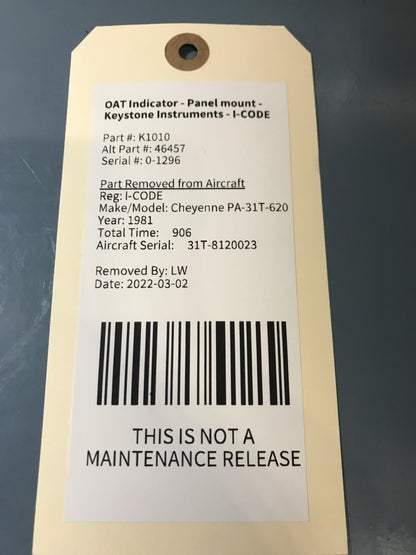 OAT Indicator - Panel mount -
Keystone Instruments - I-CODE
Part #: K1010
Alt Part #: 46457
Serial #: 0-1296
Part Removed from Aircraft
Reg: I-CODE
Make/Model: Cheyenne PA-31T-620
Year: 1981
Total Time: 906
Aircraft Serial: 31T-8120023
Removed By: LW
Date: 2022-03-02
THIS IS NOT A
MAINTENANCE RELEASE